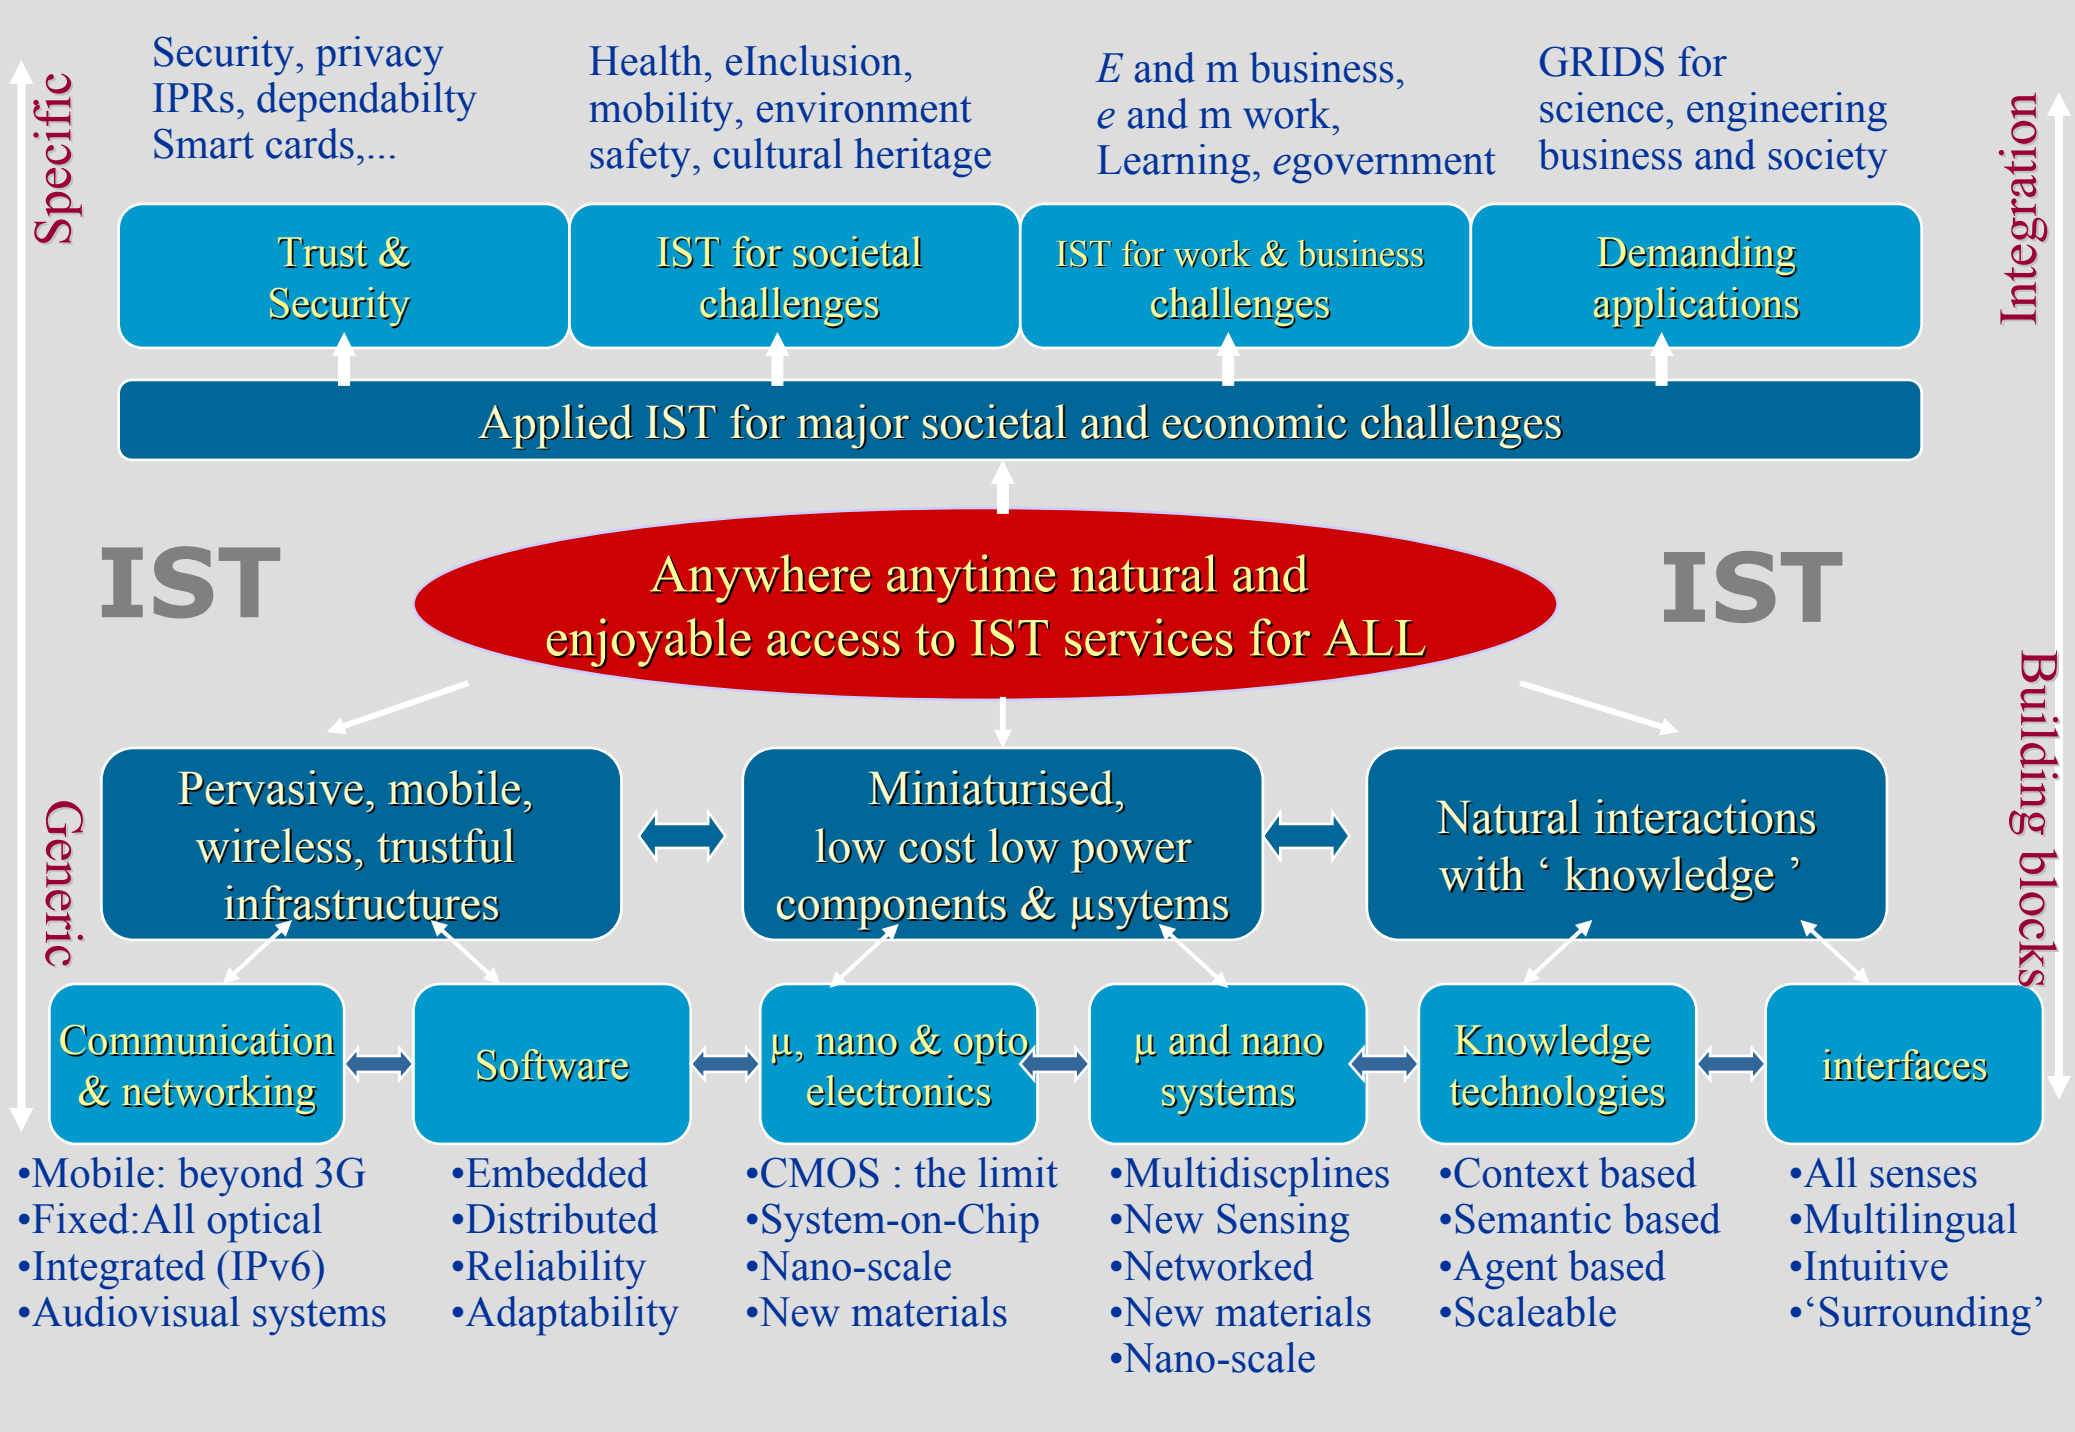 Security, privacy
IPRs, dependabilty
Smart cards,...
Health, eInclusion,
mobility, environment
safety, cultural heritage
E and m business,
e and m work,
Learning, egovernment
GRIDS for
science, engineering
business and society
Specific
Integration
Trust &
Security
IST for societal
challenges
IST for work & business
challenges
Demanding
applications
Applied IST for major societal and economic challenges
IST
Anywhere anytime natural and
enjoyable access to IST services for ALL
IST
Generic
Building blocks
Pervasive, mobile,
wireless, trustful
infrastructures
Miniaturised,
low cost low power
components & µsytems
Natural interactions
with ‘ knowledge ’
Communication
& networking
Software
µ, nano & opto
electronics
µ and nano
systems
Knowledge
technologies
interfaces
•Mobile: beyond 3G
•Fixed:All optical
•Integrated (IPv6)
•Audiovisual systems
•Embedded
•Distributed
•Reliability
•Adaptability
•CMOS : the limit
•System-on-Chip
•Nano-scale
•New materials
•Multidiscplines
•New Sensing
•Networked
•New materials
•Nano-scale
•Context based
•Semantic based
•Agent based
•Scaleable
•All senses
•Multilingual
•Intuitive
•‘Surrounding’